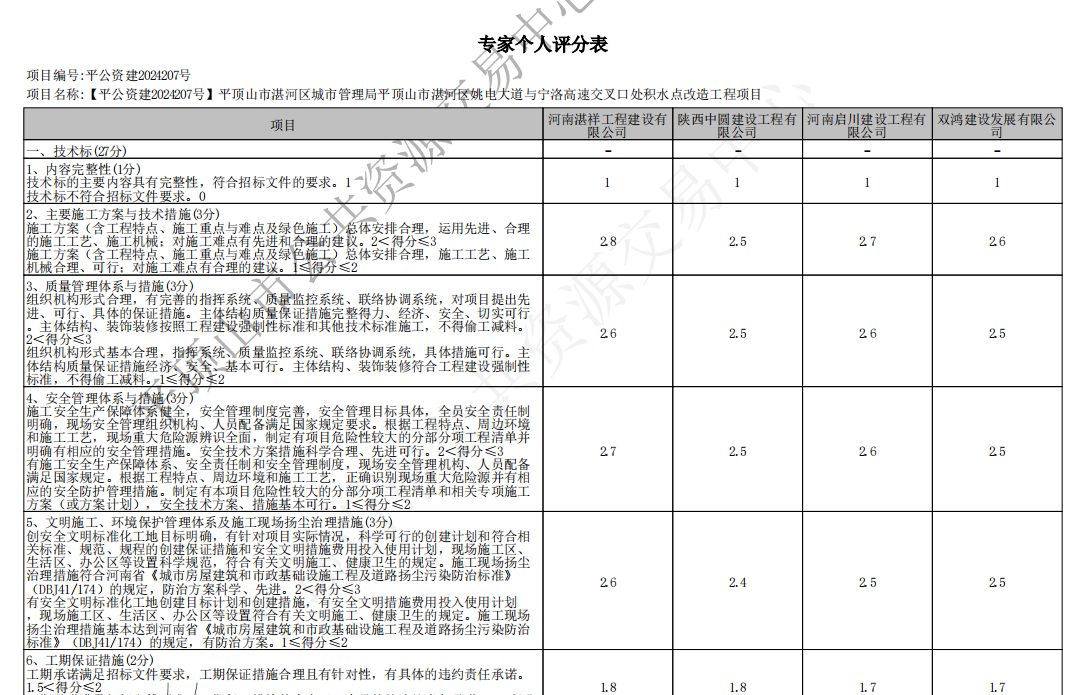 专家个人评分表
项目编号:平公资建2024207号
项目名称:【平公资建2024207号】平顶山市湛河区城市管理局平顶山市湛河区姚电大道与宁洛高速交叉口处积水点改造工程项目
项目
河南湛祥工程建设有
限公司
陕西中圆建设工程有
限公司
河南启川建设工程有
限公司
双鸿建设发展有限公
司
一、技术标(27分)
-
-
-
-
1、内容完整性(1分)
技术标的主要内容具有完整性，符合招标文件的要求。1
技术标不符合招标文件要求。0
1
1
1
1
2、主要施工方案与技术措施(3分)
施工方案（含工程特点、施工重点与难点及绿色施工）总体安排合理，运用先进、合理
的施工工艺、施工机械；对施工难点有先进和合理的建议。2＜得分≤3
施工方案（含工程特点、施工重点与难点及绿色施工）总体安排合理，施工工艺、施工
机械合理、可行；对施工难点有合理的建议。1≤得分≤2
2.8
2.5
2.7
2.6
3、质量管理体系与措施(3分)
组织机构形式合理，有完善的指挥系统、质量监控系统、联络协调系统，对项目提出先
进、可行、具体的保证措施。主体结构质量保证措施完整得力、经济、安全、切实可行
。主体结构、装饰装修按照工程建设强制性标准和其他技术标准施工，不得偷工减料。
2＜得分≤3
组织机构形式基本合理，指挥系统、质量监控系统、联络协调系统，具体措施可行。主
体结构质量保证措施经济、安全、基本可行。主体结构、装饰装修符合工程建设强制性
标准，不得偷工减料。1≤得分≤2
2.6
2.5
2.6
2.5
4、安全管理体系与措施(3分)
施工安全生产保障体系健全，安全管理制度完善，安全管理目标具体，全员安全责任制
明确，现场安全管理组织机构、人员配备满足国家规定要求。根据工程特点、周边环境
和施工工艺，现场重大危险源辨识全面，制定有项目危险性较大的分部分项工程清单并
明确有相应的安全管理措施。安全技术方案措施科学合理、先进可行。2＜得分≤3
有施工安全生产保障体系、安全责任制和安全管理制度，现场安全管理机构、人员配备
满足国家规定。根据工程特点、周边环境和施工工艺，正确识别现场重大危险源并有相
应的安全防护管理措施。制定有本项目危险性较大的分部分项工程清单和相关专项施工
方案（或方案计划），安全技术方案、措施基本可行。1≤得分≤2
2.7
2.5
2.6
2.5
5、文明施工、环境保护管理体系及施工现场扬尘治理措施(3分)
创安全文明标准化工地目标明确，有针对项目实际情况，科学可行的创建计划和符合相
关标准、规范、规程的创建保证措施和安全文明措施费用投入使用计划，现场施工区、
生活区、办公区等设置科学规范，符合有关文明施工、健康卫生的规定。施工现场扬尘
治理措施符合河南省《城市房屋建筑和市政基础设施工程及道路扬尘污染防治标准》
（DBJ41/174）的规定，防治方案科学、先进。2＜得分≤3
有安全文明标准化工地创建目标计划和创建措施，有安全文明措施费用投入使用计划
，现场施工区、生活区、办公区等设置符合有关文明施工、健康卫生的规定。施工现场
扬尘治理措施基本达到河南省《城市房屋建筑和市政基础设施工程及道路扬尘污染防治
标准》（DBJ41/174）的规定，有防治方案。1≤得分≤2
2.6
2.4
2.5
2.5
6、工期保证措施(2分)
工期承诺满足招标文件要求，工期保证措施合理且有针对性，有具体的违约责任承诺。
1.5＜得分≤2
1.8
1.8
1.7
1.7
平顶山市公共资源交易中心
共资源交易中心